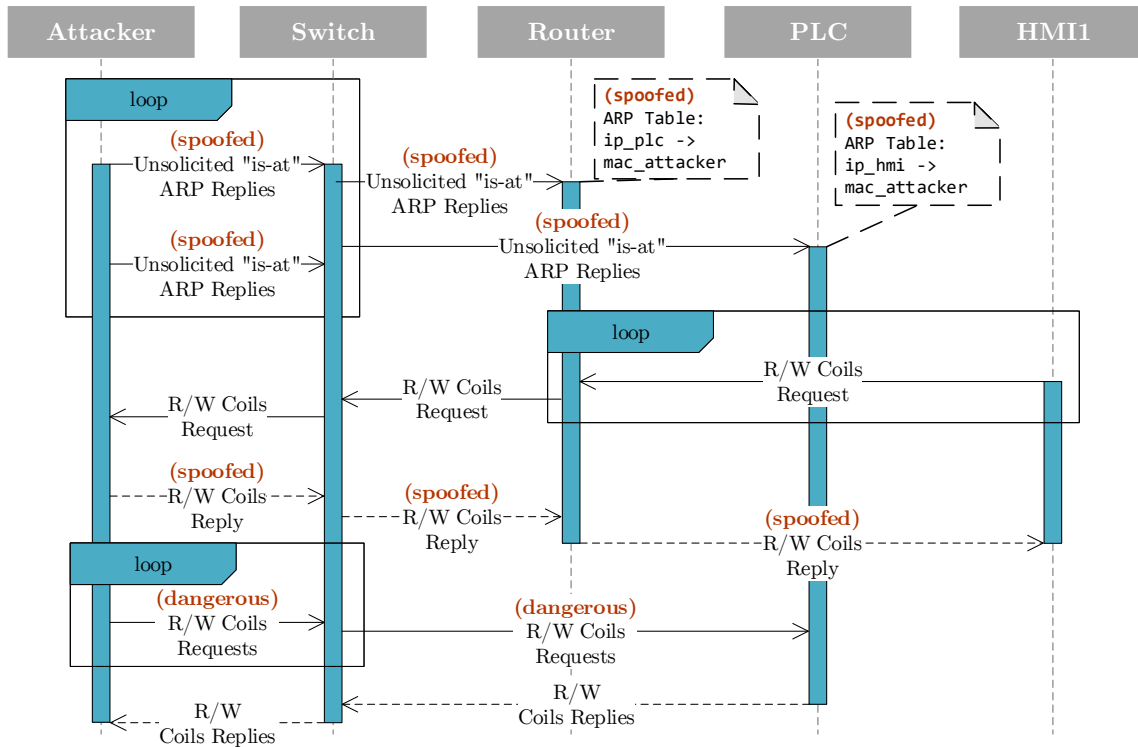 Attacker
Switch
Router
PLC
HMI1
loop
(spoofed)
ARP Table:
ip_plc ->
mac_attacker
(spoofed)
ARP Table:
ip_hmi ->
mac_attacker
(spoofed)
Unsolicited "is-at"
ARP Replies
(spoofed)
Unsolicited "is-at"
ARP Replies
(spoofed)
Unsolicited "is-at"
ARP Replies
(spoofed)
Unsolicited "is-at"
ARP Replies
loop
R/W Coils
Request
R/W Coils
Request
R/W Coils
Request
(spoofed)
R/W Coils
Reply
(spoofed)
R/W Coils
Reply
(spoofed)
R/W Coils
Reply
loop
(dangerous)
R/W Coils
Requests
(dangerous)
R/W Coils
Requests
R/W
Coils Replies
R/W
Coils Replies